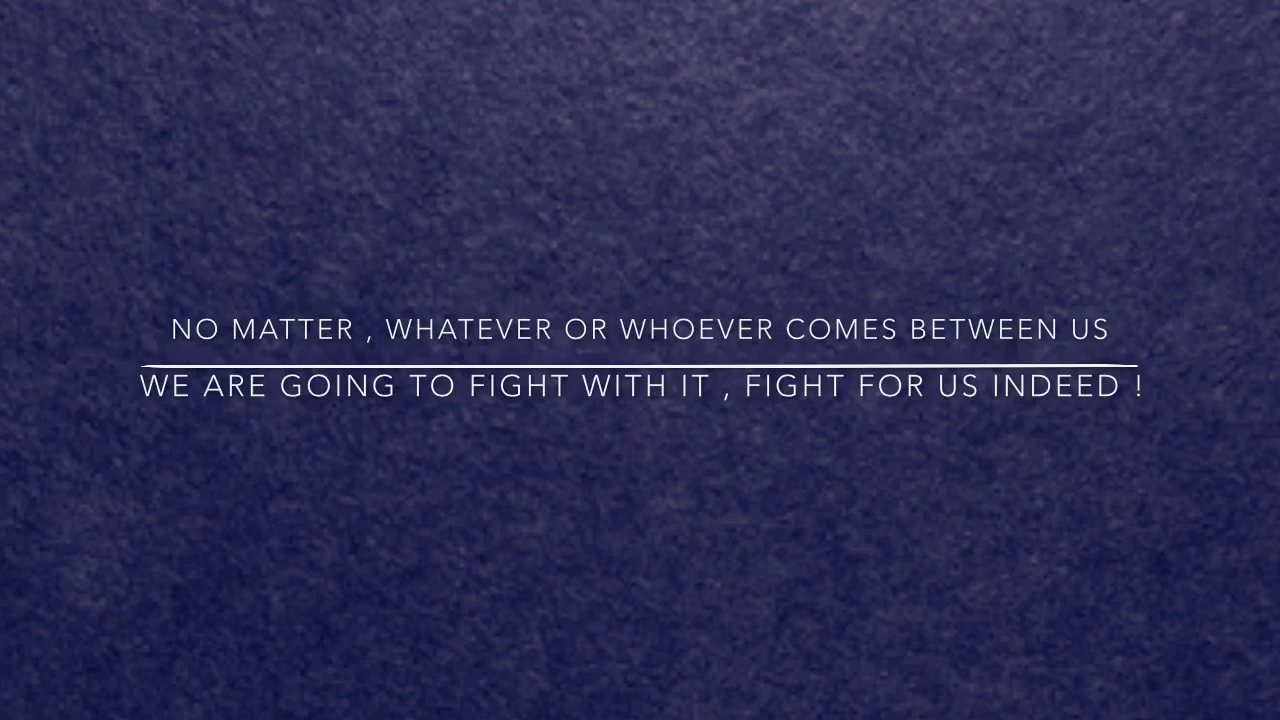 NO MATTER , WHATEVER OR WHOEVER COMES BETWEEN US
WE ARE GOING TO FIGHT WITH IT , FIGHT FOR US INDEED !